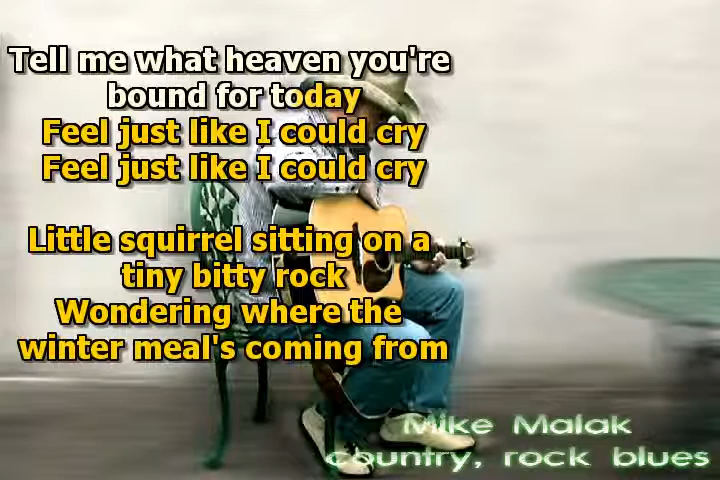 Tell me what heaven you're
bound for today
Feel just like I could cry
Feel just like I could cry
Little squirrel sitting on a
tiny bitty rock
Wondering where the
winter meal's coming from
Mike Malak
country, rock blues